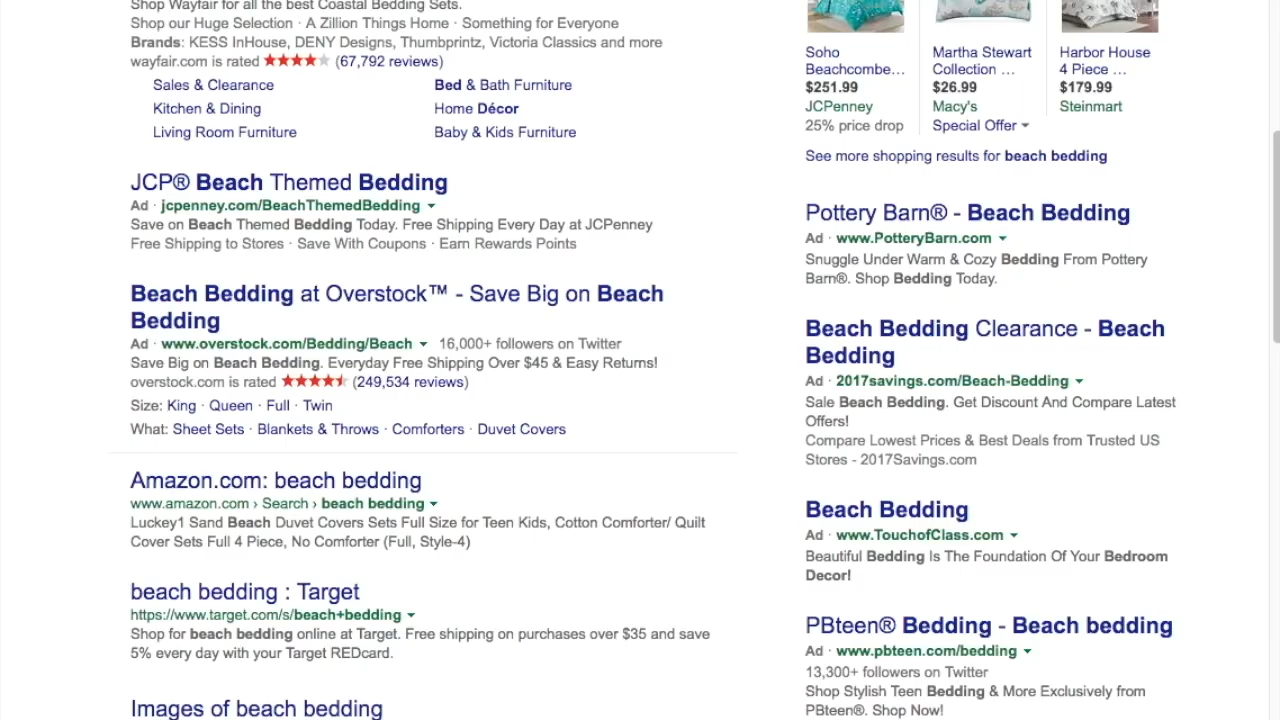 Shop Wayfair for all the best Coastal Bedding Sets.
Shop our Huge Selection · A Zillion Things Home · Something for Everyone
Brands: KESS InHouse, DENY Designs, Thumbprintz, Victoria Classics and more
wayfair.com is rated ★★★★★ (67,792 reviews)
Sales & Clearance
Bed & Bath Furniture
Kitchen & Dining
Home Décor
Living Room Furniture
Baby & Kids Furniture
JCP® Beach Themed Bedding
Ad · jcpenney.com/BeachThemedBedding
Save on Beach Themed Bedding Today. Free Shipping Every Day at JCPenney
Free Shipping to Stores · Save With Coupons · Earn Rewards Points
Beach Bedding at Overstock™ - Save Big on Beach
Bedding
Ad · www.overstock.com/Bedding/Beach 16,000+ followers on Twitter
Save Big on Beach Bedding. Everyday Free Shipping Over $45 & Easy Returns!
overstock.com is rated ★★★★★ (249,534 reviews)
Size: King · Queen · Full · Twin
What: Sheet Sets · Blankets & Throws · Comforters · Duvet Covers
Amazon.com: beach bedding
www.amazon.com › Search › beach bedding
Luckey1 Sand Beach Duvet Covers Sets Full Size for Teen Kids, Cotton Comforter/ Quilt
Cover Sets Full 4 Piece, No Comforter (Full, Style-4)
beach bedding : Target
https://www.target.com/s/beach+bedding
Shop for beach bedding online at Target. Free shipping on purchases over $35 and save
5% every day with your Target REDcard.
Images of beach bedding
Soho
Beachcombe...
$251.99
JCPenney
25% price drop
Martha Stewart
Collection ...
$26.99
Macy's
Special Offer
Harbor House
4 Piece ...
$179.99
Steinmart
See more shopping results for beach bedding
Pottery Barn® - Beach Bedding
Ad · www.PotteryBarn.com
Snuggle Under Warm & Cozy Bedding From Pottery
Barn®. Shop Bedding Today.
Beach Bedding Clearance - Beach
Bedding
Ad · 2017savings.com/Beach-Bedding
Sale Beach Bedding. Get Discount And Compare Latest
Offers!
Compare Lowest Prices & Best Deals from Trusted US
Stores - 2017Savings.com
Beach Bedding
Ad · www.TouchofClass.com
Beautiful Bedding Is The Foundation Of Your Bedroom
Decor!
PBteen® Bedding - Beach bedding
Ad · www.pbteen.com/bedding
13,300+ followers on Twitter
Shop Stylish Teen Bedding & More Exclusively from
PBteen®. Shop Now!